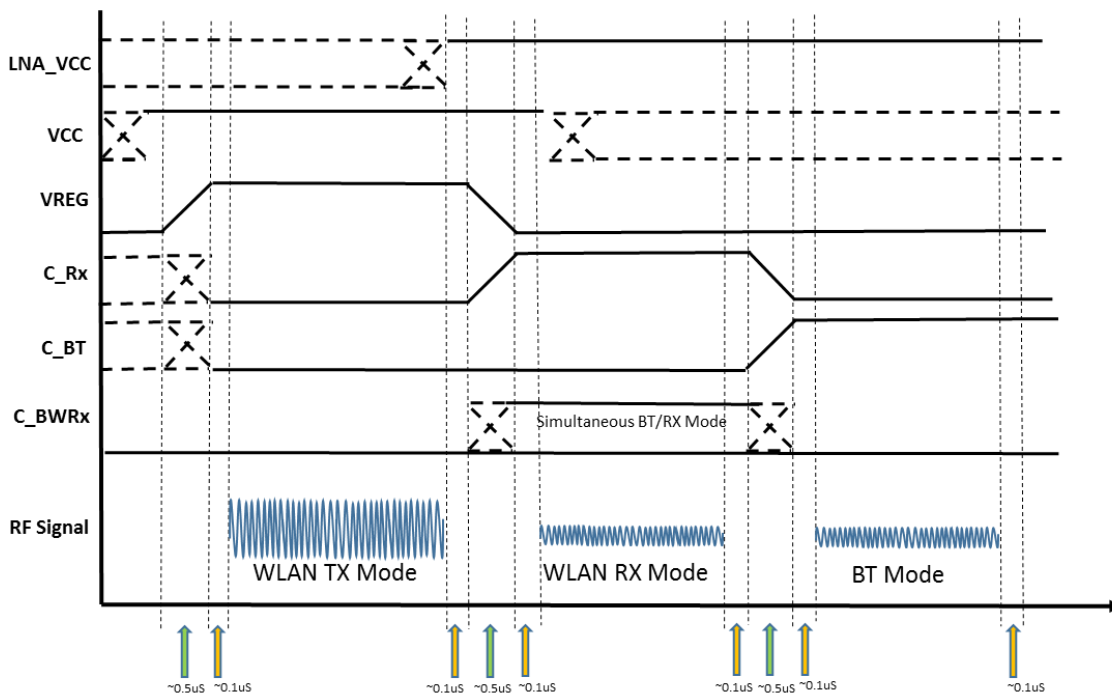 LNA_VCC
VCC
VREG
C_Rx
C_BT
C_BWRx
Simultaneous BT/RX Mode
RF Signal
WLAN TX Mode
WLAN RX Mode
BT Mode
~0.5uS
~0.1uS
~0.1uS
~0.5uS
~0.1uS
~0.1uS
~0.5uS
~0.1uS
~0.1uS